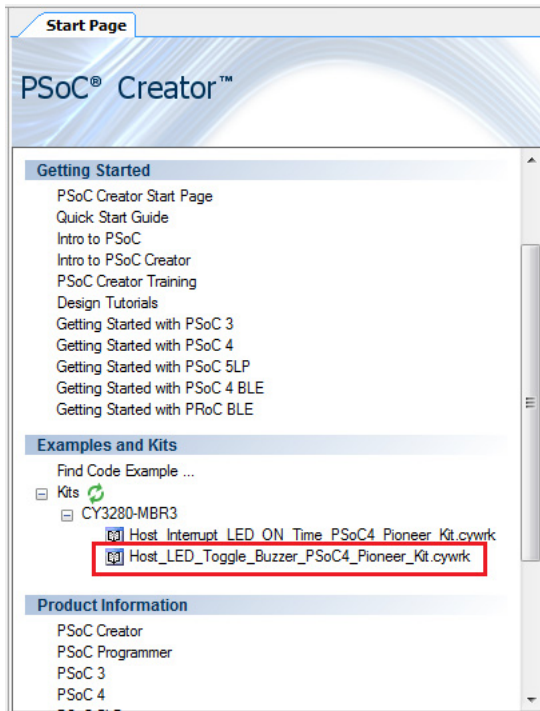 Start Page
PSoC® Creator™
Getting Started
PSoC Creator Start Page
Quick Start Guide
Intro to PSoC
Intro to PSoC Creator
PSoC Creator Training
Design Tutorials
Getting Started with PSoC 3
Getting Started with PSoC 4
Getting Started with PSoC 5LP
Getting Started with PSoC 4 BLE
Getting Started with PRoC BLE
Examples and Kits
Find Code Example ...
Kits
CY3280-MBR3
Host_Interrupt_LED_ON_Time_PSoC4_Pioneer_Kit.cywrk
Host_LED_Toggle_Buzzer_PSoC4_Pioneer_Kit.cywrk
Product Information
PSoC Creator
PSoC Programmer
PSoC 3
PSoC 4